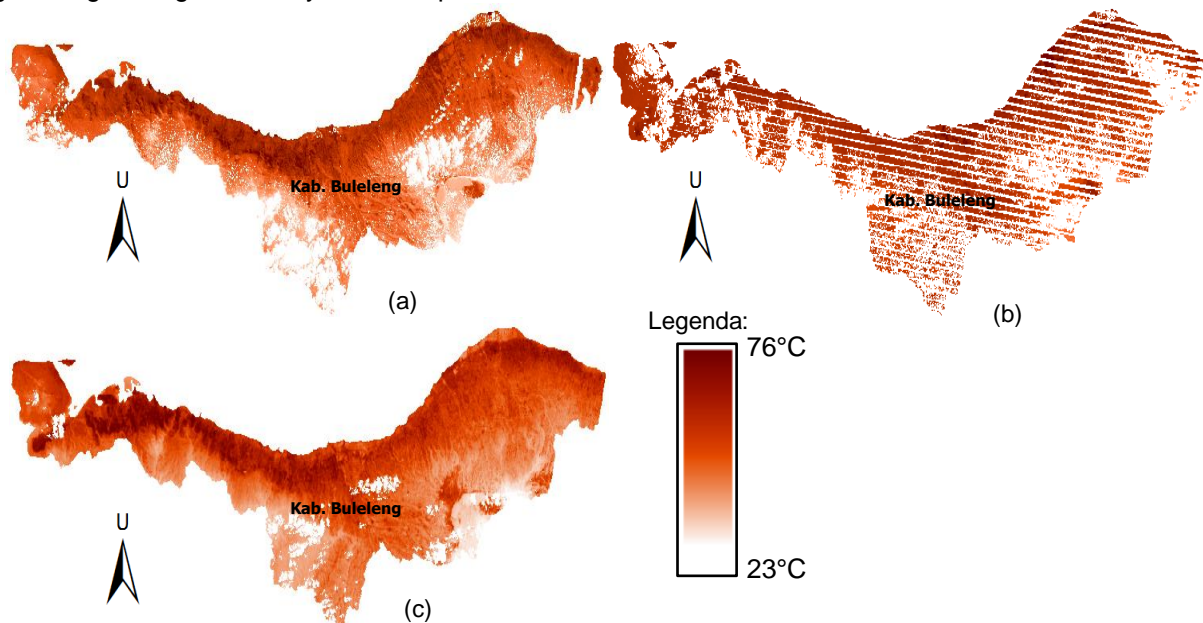 U
Kab. Buleleng
(a)
U
Kab. Buleleng
(b)
Legenda:
76°C
23°C
U
Kab. Buleleng
(c)